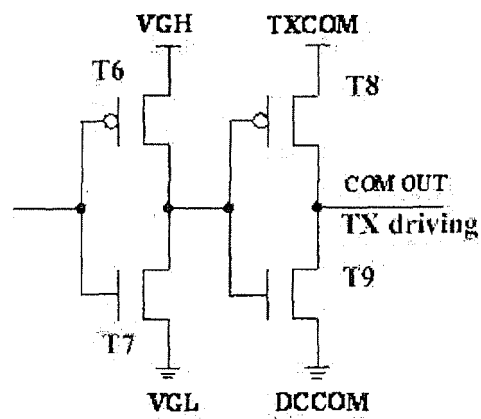 VGH TXCOM
T6 T8
COM OUT
TX driving
T7 T9
VGL DCCOM